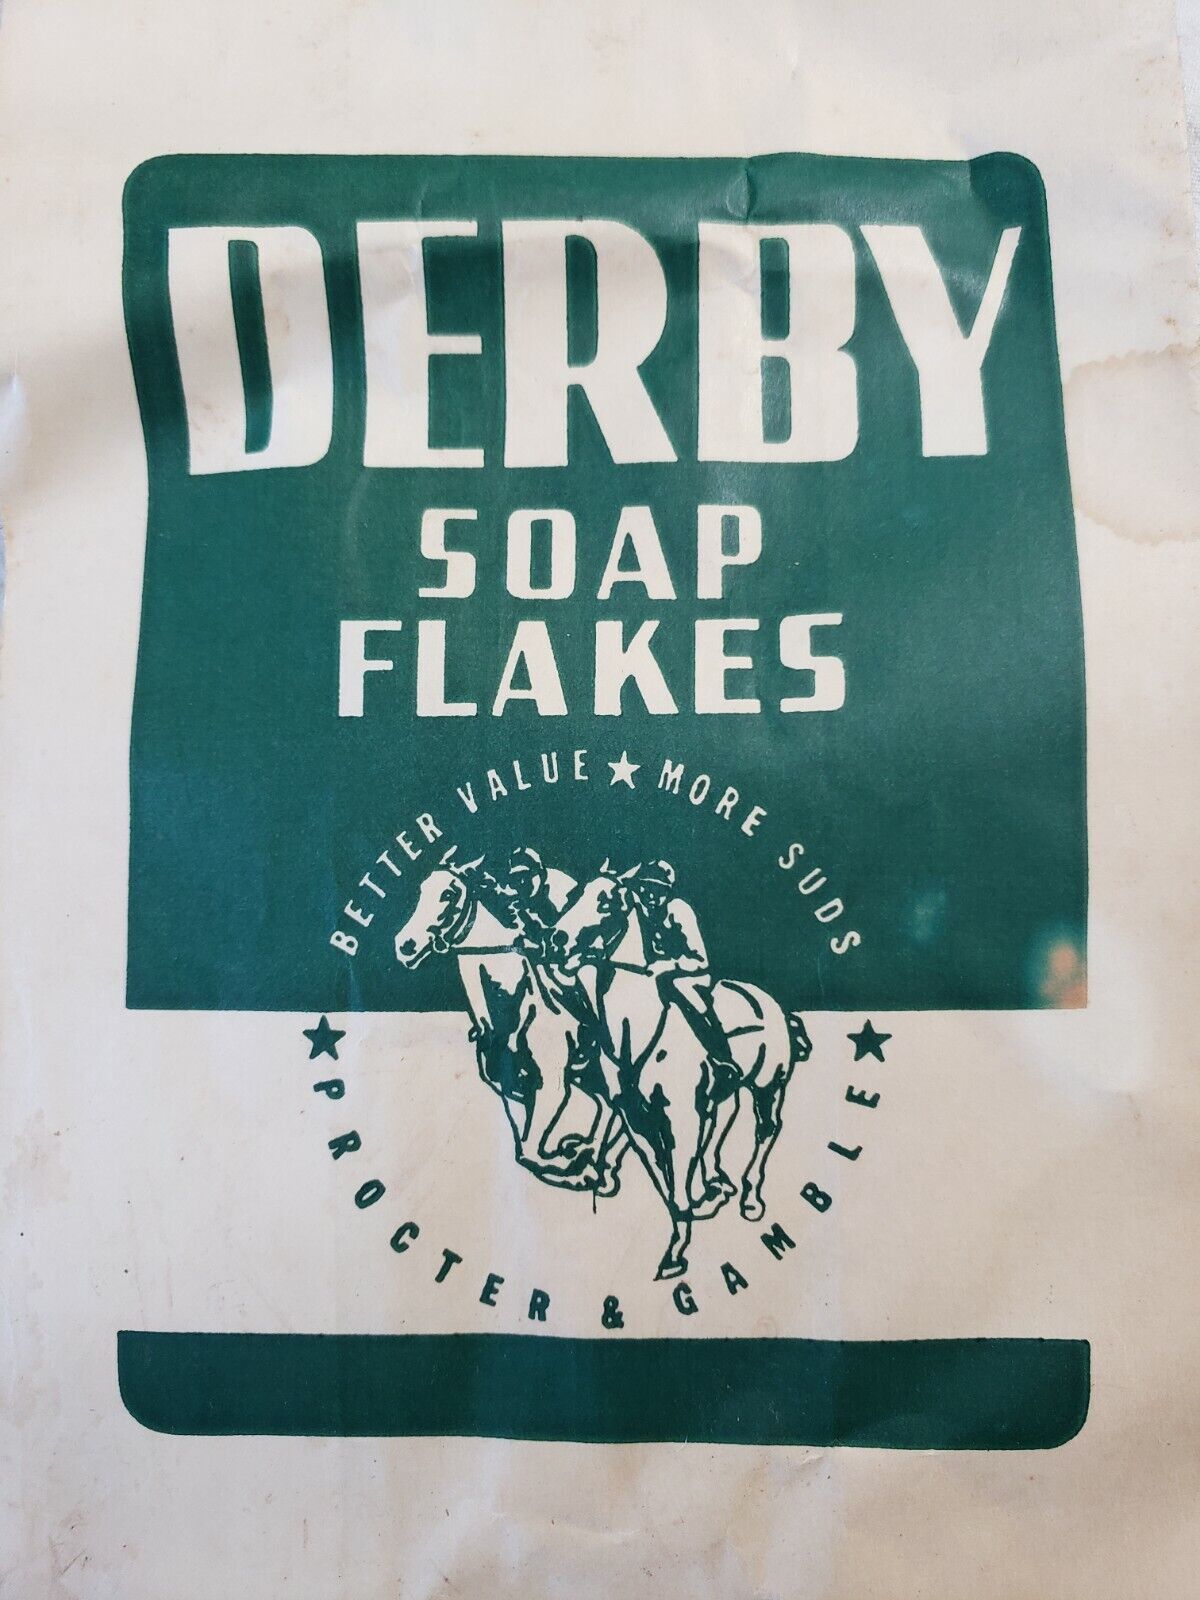 DERBY
SOAP
FLAKES
BETTER VALUE ★ MORE SUDS
★ PROCTER & GAMBLE ★